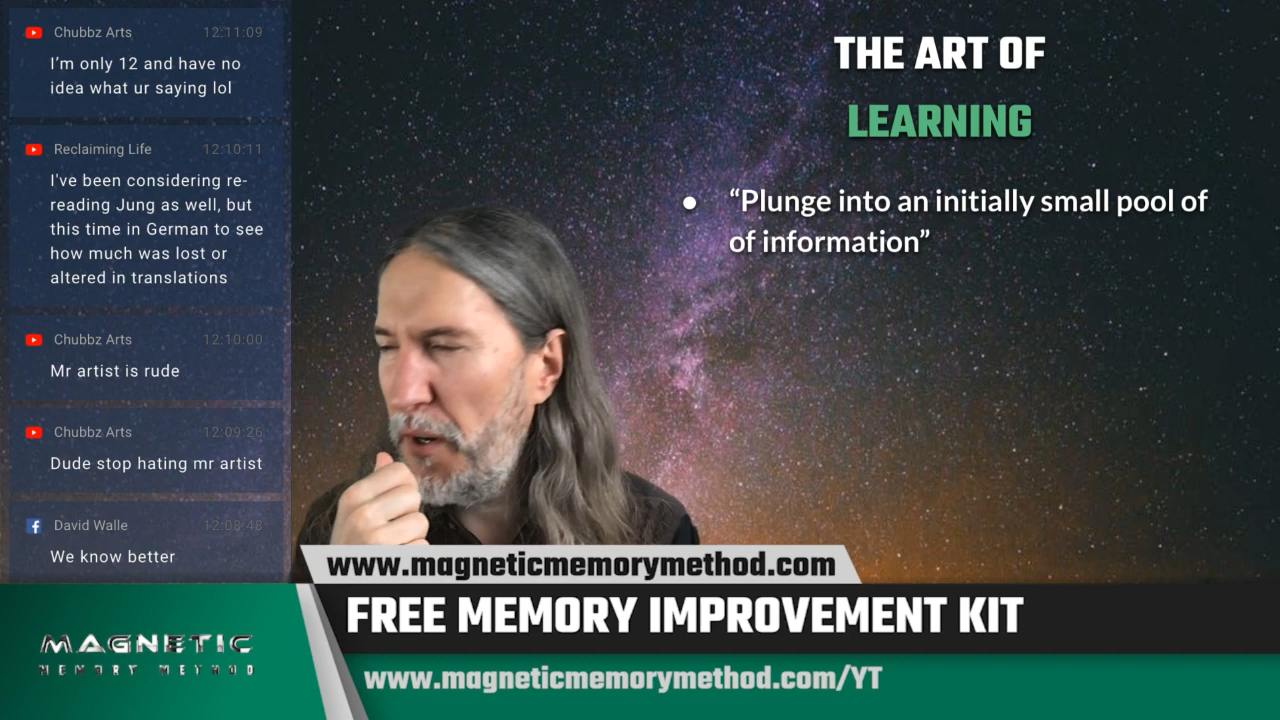 Chubbz Arts 12:11:09
I'm only 12 and have no
idea what ur saying lol
Reclaiming Life 12:10:11
I've been considering re-
reading Jung as well, but
this time in German to see
how much was lost or
altered in translations
Chubbz Arts 12:10:00
Mr artist is rude
Chubbz Arts 12:09:26
Dude stop hating mr artist
David Walle 12:08:48
We know better
THE ART OF
LEARNING
● “Plunge into an initially small pool of
of information”
www.magneticmemorymethod.com
FREE MEMORY IMPROVEMENT KIT
www.magneticmemorymethod.com/YT
MAGNETIC
MEMORY METHOD